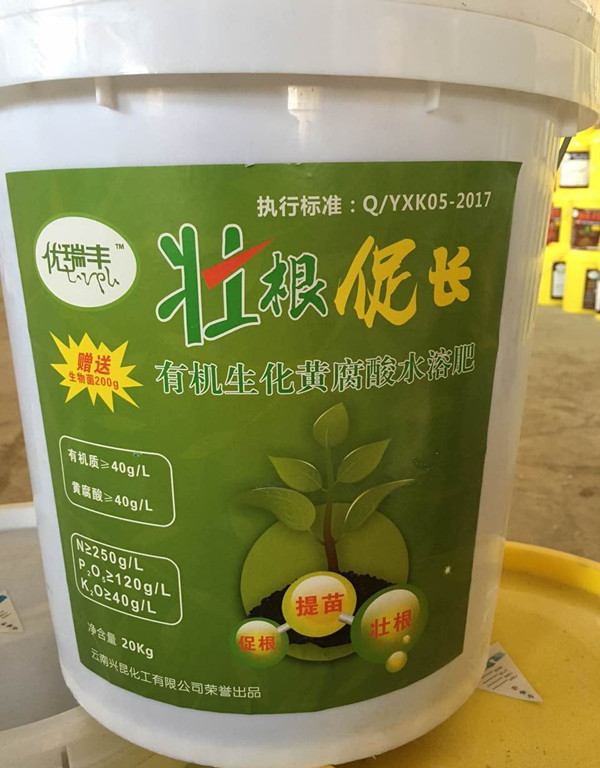 执行标准：Q/YXK05-2017
优瑞丰™
壮根促长
赠送
生物菌200g
有机生化黄腐酸水溶肥
有机质≥40g/L
黄腐酸≥40g/L
N≥250g/L
P₂O₅≥120g/L
K₂O≥40g/L
提苗
促根
壮根
净含量 20Kg
云南兴昆化工有限公司荣誉出品